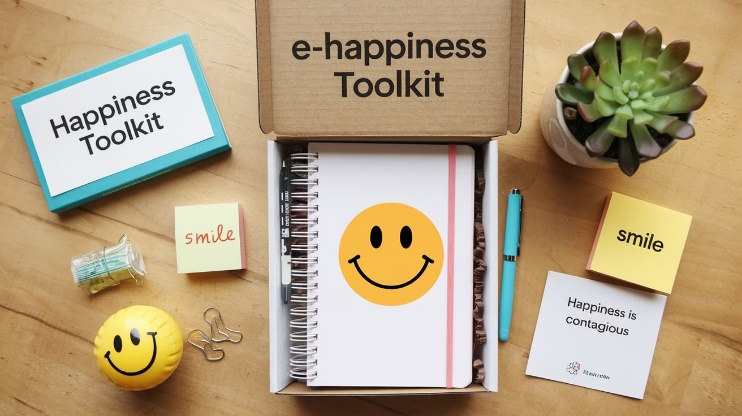 e-happiness
Toolkit
Happiness
Toolkit
smile
smile
Happiness is
contagious